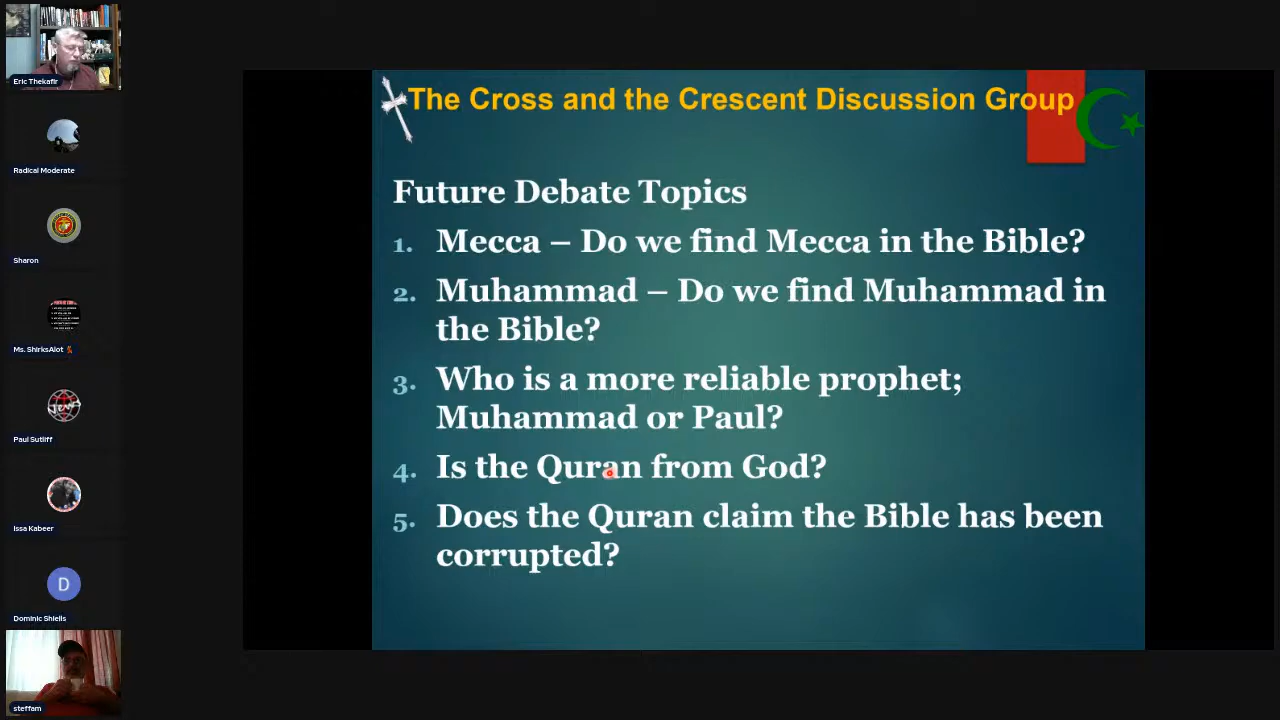 Eric Thekafir
Radical Moderate
Sharon
Ms. ShirksAlot
Paul Sutliff
Issa Kabeer
D
Dominic Shiells
steffam
The Cross and the Crescent Discussion Group
Future Debate Topics
1. Mecca – Do we find Mecca in the Bible?
2. Muhammad – Do we find Muhammad in
the Bible?
3. Who is a more reliable prophet;
Muhammad or Paul?
4. Is the Quran from God?
5. Does the Quran claim the Bible has been
corrupted?